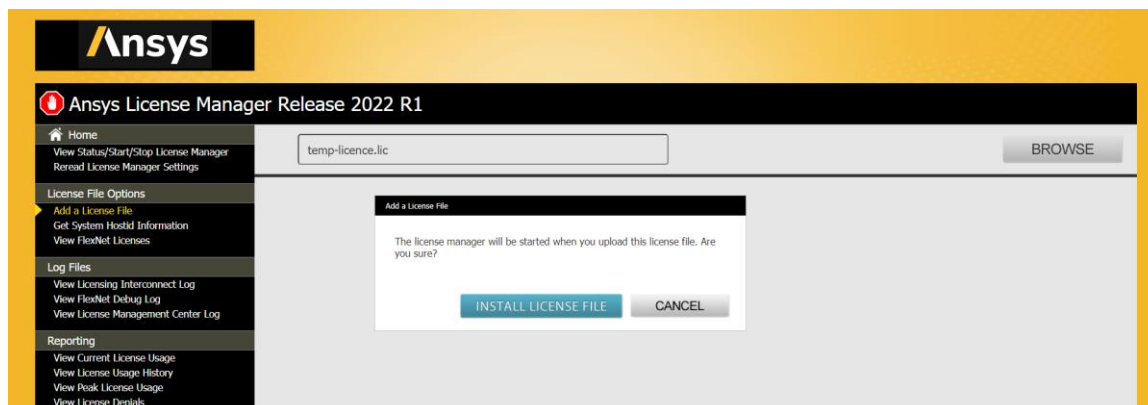 Ansys
Ansys License Manager Release 2022 R1
Home
View Status/Start/Stop License Manager
Reread License Manager Settings
License File Options
Add a License File
Get System Hostid Information
View FlexNet Licenses
Log Files
View Licensing Interconnect Log
View FlexNet Debug Log
View License Management Center Log
Reporting
View Current License Usage
View License Usage History
View Peak License Usage
View License Denials
temp-licence.lic
BROWSE
Add a License File
The license manager will be started when you upload this license file. Are
you sure?
INSTALL LICENSE FILE
CANCEL